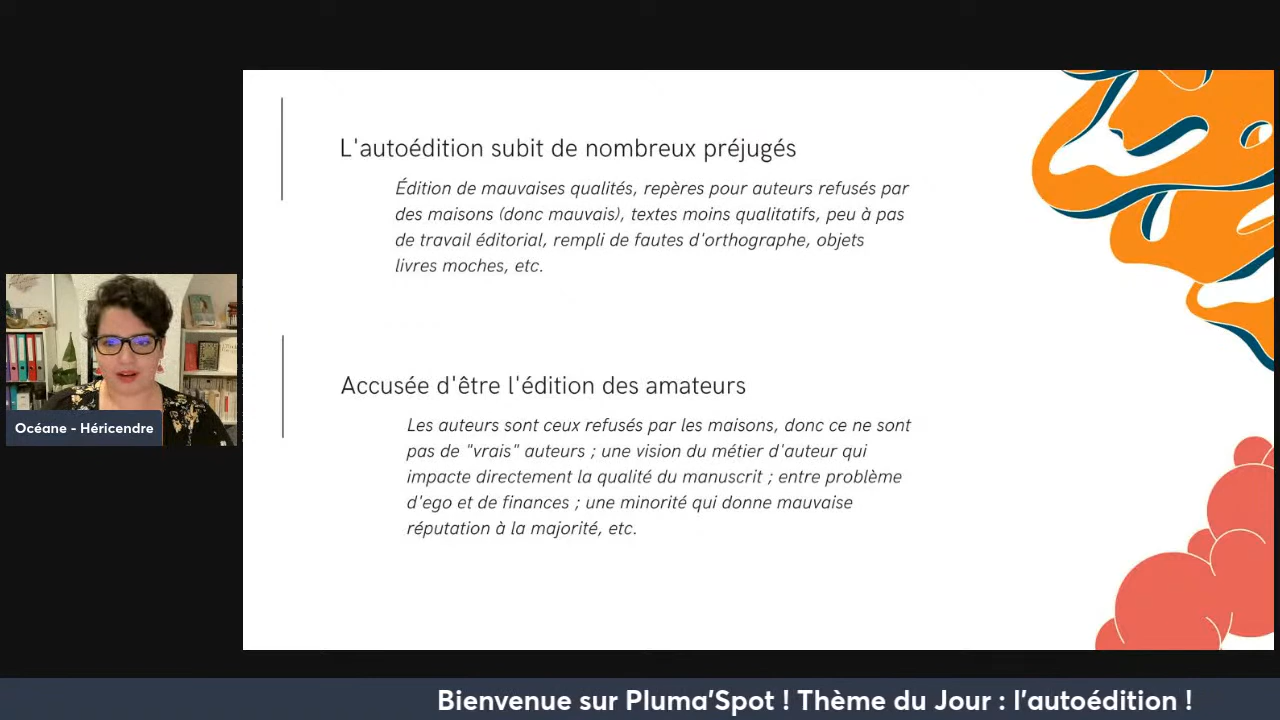 L'autoédition subit de nombreux préjugés
Édition de mauvaises qualités, repères pour auteurs refusés par
des maisons (donc mauvais), textes moins qualitatifs, peu à pas
de travail éditorial, rempli de fautes d'orthographe, objets
livres moches, etc.
Accusée d'être l'édition des amateurs
Les auteurs sont ceux refusés par les maisons, donc ce ne sont
pas de "vrais" auteurs ; une vision du métier d'auteur qui
impacte directement la qualité du manuscrit ; entre problème
d'ego et de finances ; une minorité qui donne mauvaise
réputation à la majorité, etc.
Océane - Héricendre
Bienvenue sur Pluma'Spot ! Thème du Jour : l'autoédition !